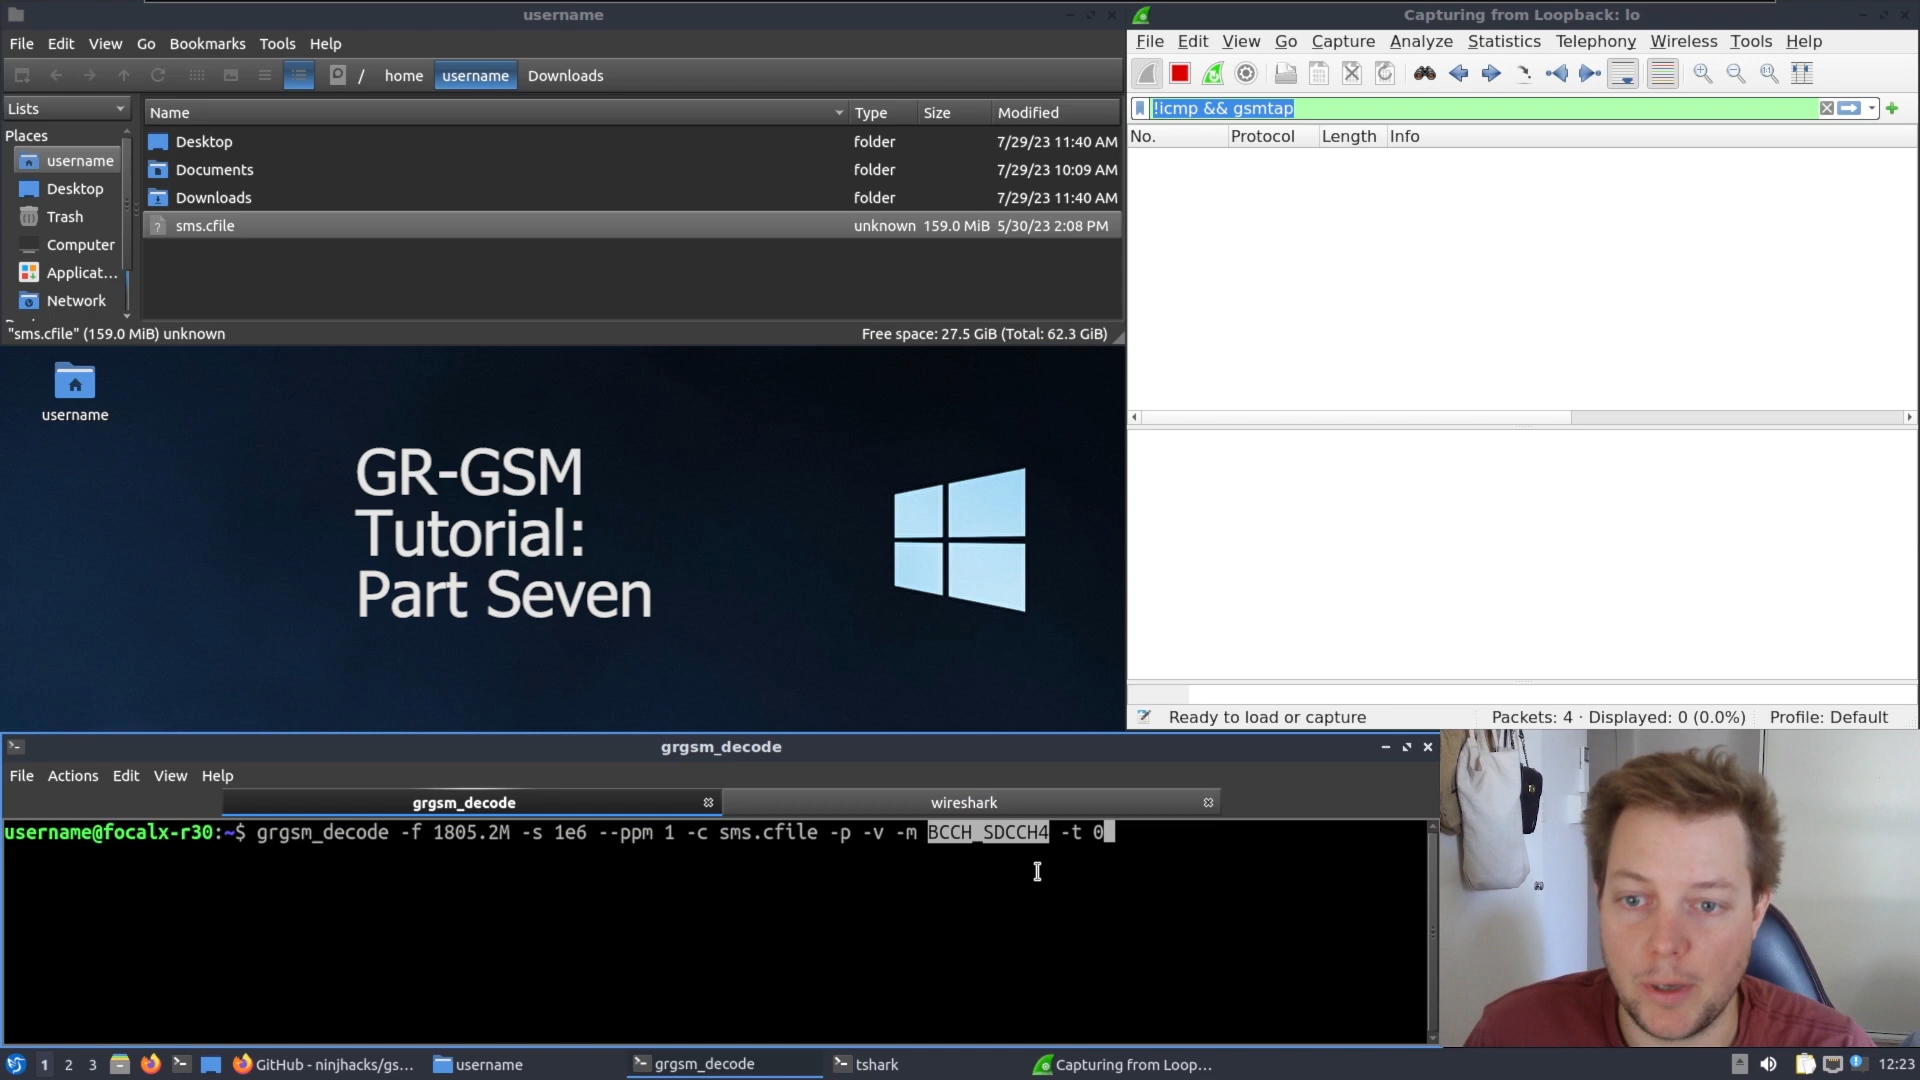 username
File Edit View Go Bookmarks Tools Help
/ home username Downloads
Lists
Name Type Size Modified
Places
Desktop folder 7/29/23 11:40 AM
username
Documents folder 7/29/23 10:09 AM
Desktop
Downloads folder 7/29/23 11:40 AM
Trash
sms.cfile unknown 159.0 MiB 5/30/23 2:08 PM
Computer
Applicat...
Network
"sms.cfile" (159.0 MiB) unknown Free space: 27.5 GiB (Total: 62.3 GiB)
username
GR-GSM
Tutorial:
Part Seven
Capturing from Loopback: lo
File Edit View Go Capture Analyze Statistics Telephony Wireless Tools Help
!icmp && gsmtap
No. Protocol Length Info
Ready to load or capture Packets: 4 · Displayed: 0 (0.0%) Profile: Default
grgsm_decode
File Actions Edit View Help
grgsm_decode wireshark
username@focalx-r30:~$ grgsm_decode -f 1805.2M -s 1e6 --ppm 1 -c sms.cfile -p -v -m BCCH_SDCCH4 -t 0
1 2 3 GitHub - ninjhacks/gs... username grgsm_decode tshark Capturing from Loop... 12:23